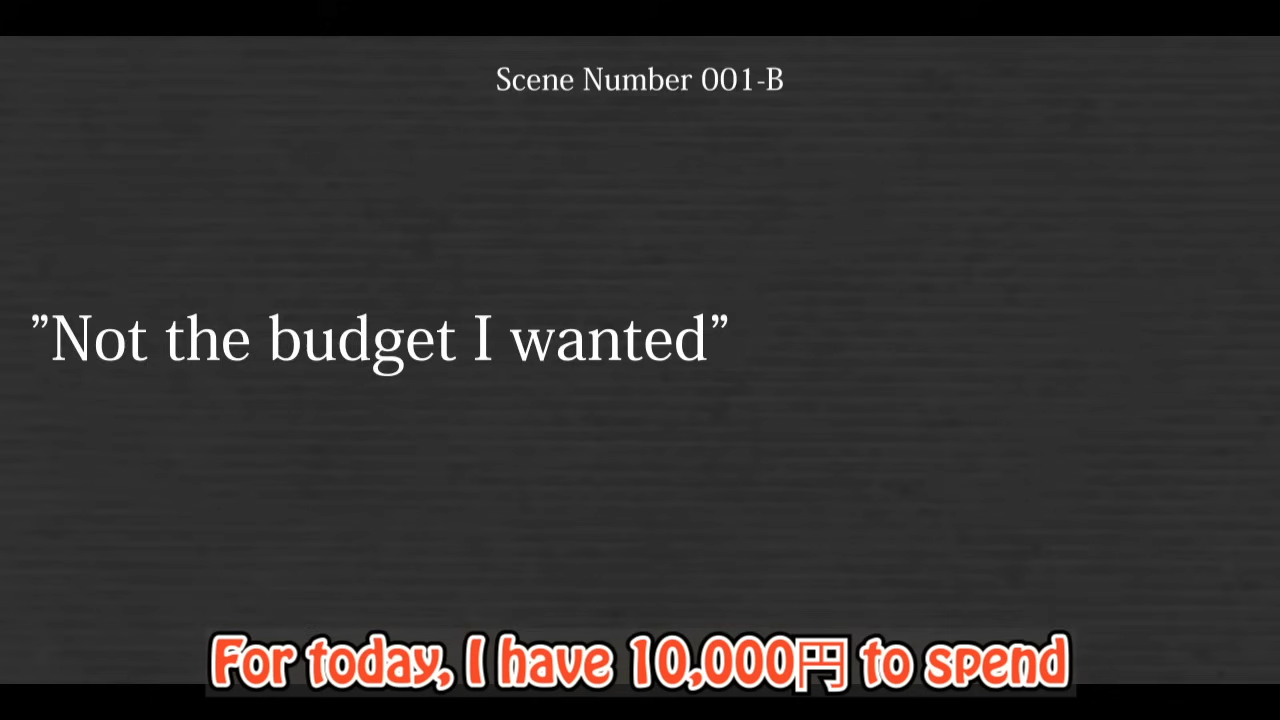 Scene Number 001-B
”Not the budget I wanted”
For today, I have 10,000円 to spend